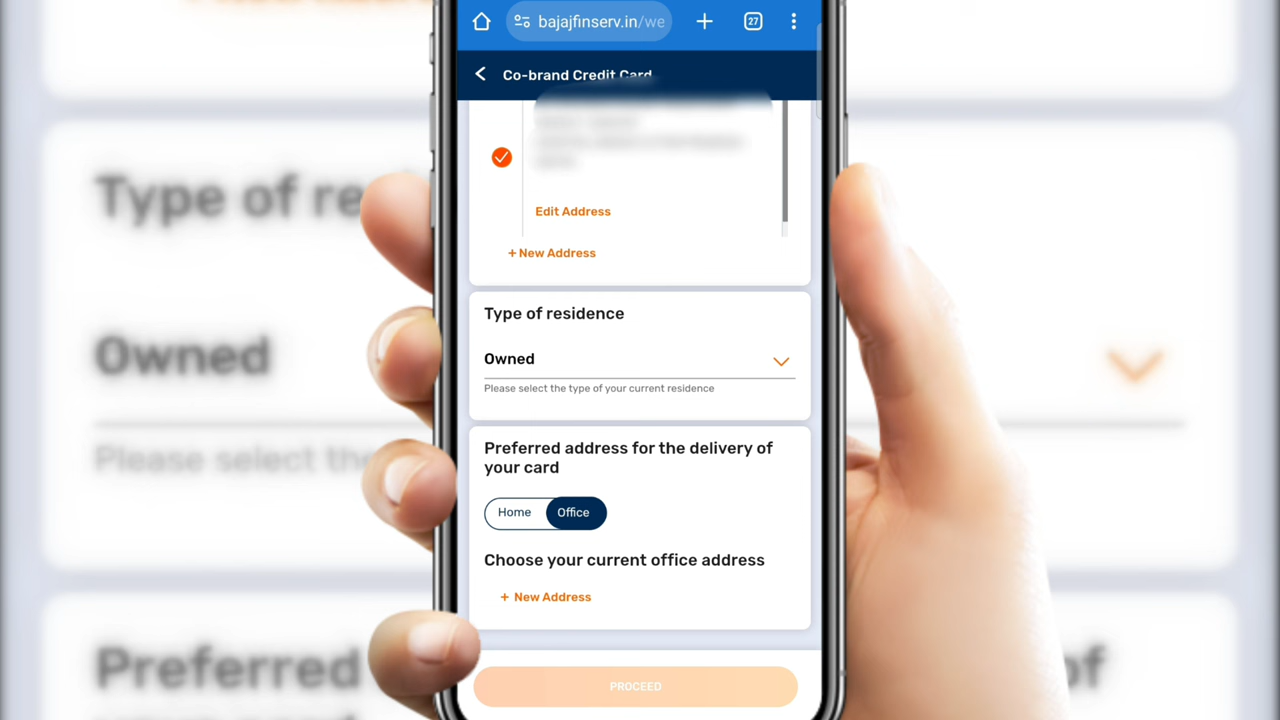 bajajfinserv.in/we
27
Co-brand Credit Card
Edit Address
+ New Address
Type of residence
Owned
Please select the type of your current residence
Preferred address for the delivery of
your card
Home
Office
Choose your current office address
+ New Address
PROCEED
Type of re
Owned
Please select the
Preferred
of